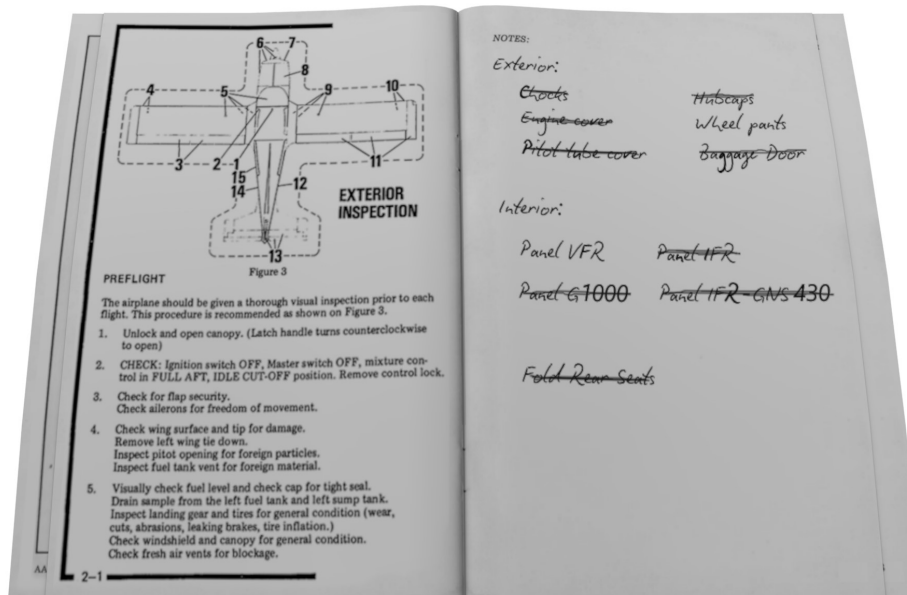 6 7
8
4 5 9 10
3 2 1 11
15
14 12
EXTERIOR
INSPECTION
13
Figure 3
PREFLIGHT
The airplane should be given a thorough visual inspection prior to each
flight. This procedure is recommended as shown on Figure 3.
1. Unlock and open canopy. (Latch handle turns counterclockwise
to open)
2. CHECK: Ignition switch OFF, Master switch OFF, mixture con-
trol in FULL AFT, IDLE CUT-OFF position. Remove control lock.
3. Check for flap security.
Check ailerons for freedom of movement.
4. Check wing surface and tip for damage.
Remove left wing tie down.
Inspect pitot opening for foreign particles.
Inspect fuel tank vent for foreign material.
5. Visually check fuel level and check cap for tight seal.
Drain sample from the left fuel tank and left sump tank.
Inspect landing gear and tires for general condition (wear,
cuts, abrasions, leaking brakes, tire inflation.)
Check windshield and canopy for general condition.
Check fresh air vents for blockage.
2–1
AA
NOTES:
Exterior:
Chocks Hubcaps
Engine cover Wheel pants
Pitot tube cover Baggage Door
Interior:
Panel VFR Panel IFR
Panel G1000 Panel IFR-GNS 430
Fold Rear Seats